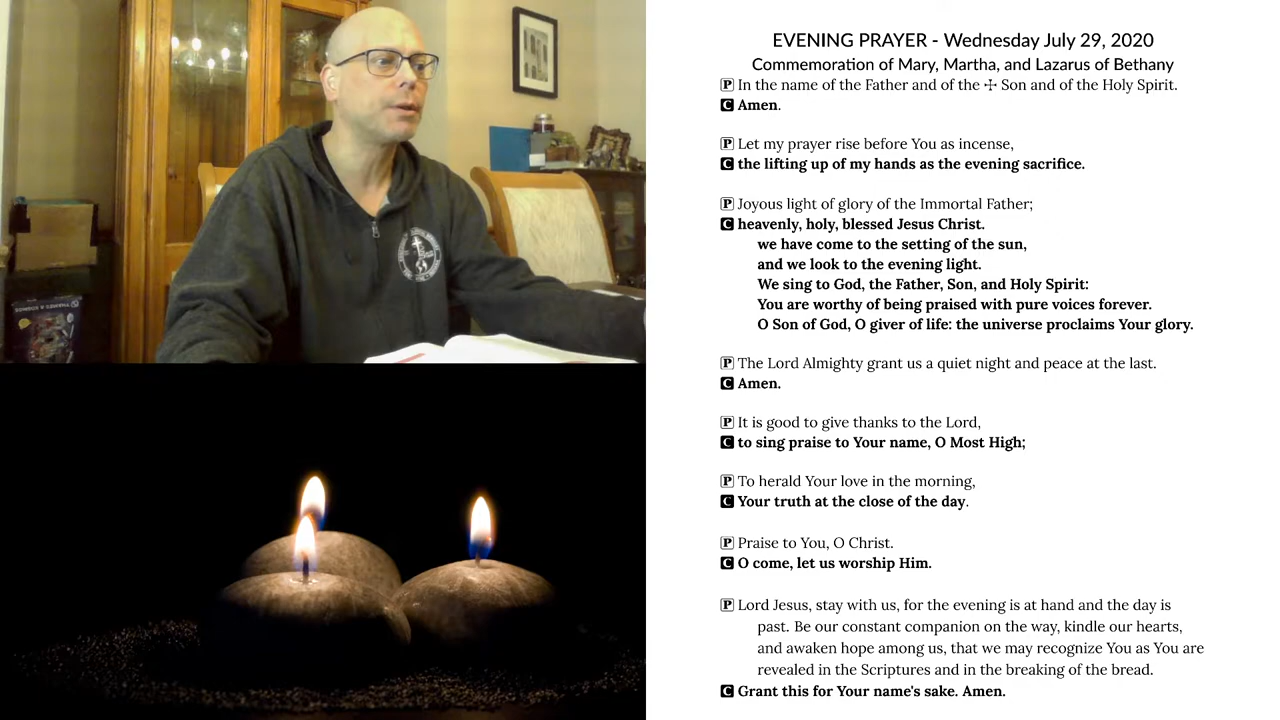 EVENING PRAYER - Wednesday July 29, 2020
Commemoration of Mary, Martha, and Lazarus of Bethany
P In the name of the Father and of the ☩ Son and of the Holy Spirit.
C Amen.
P Let my prayer rise before You as incense,
C the lifting up of my hands as the evening sacrifice.
P Joyous light of glory of the Immortal Father;
C heavenly, holy, blessed Jesus Christ.
we have come to the setting of the sun,
and we look to the evening light.
We sing to God, the Father, Son, and Holy Spirit:
You are worthy of being praised with pure voices forever.
O Son of God, O giver of life: the universe proclaims Your glory.
P The Lord Almighty grant us a quiet night and peace at the last.
C Amen.
P It is good to give thanks to the Lord,
C to sing praise to Your name, O Most High;
P To herald Your love in the morning,
C Your truth at the close of the day.
P Praise to You, O Christ.
C O come, let us worship Him.
P Lord Jesus, stay with us, for the evening is at hand and the day is
past. Be our constant companion on the way, kindle our hearts,
and awaken hope among us, that we may recognize You as You are
revealed in the Scriptures and in the breaking of the bread.
C Grant this for Your name's sake. Amen.